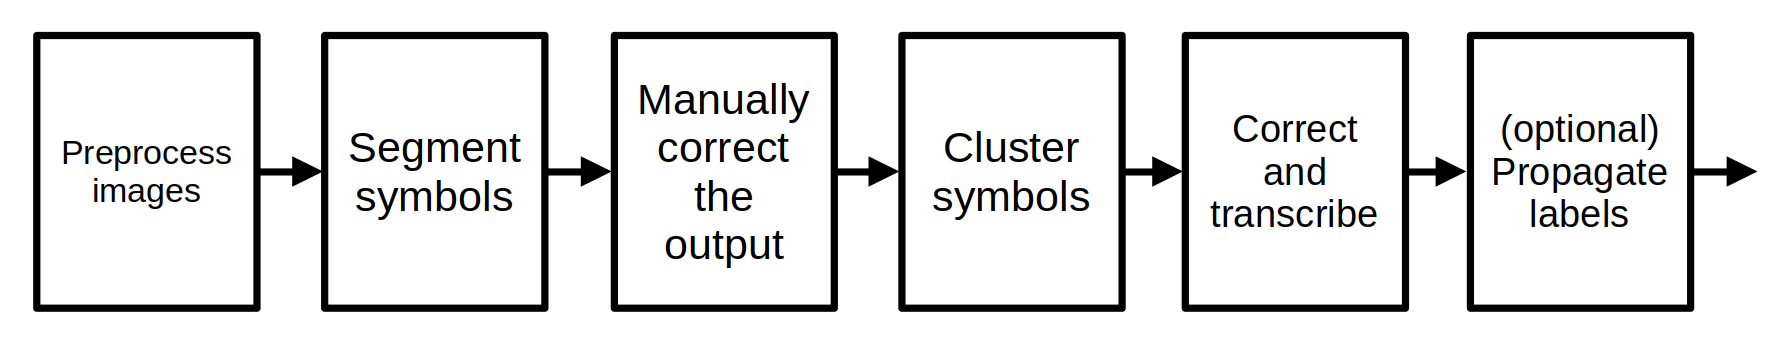 Preprocess
images
Segment
symbols
Manually
correct
the
output
Cluster
symbols
Correct
and
transcribe
(optional)
Propagate
labels